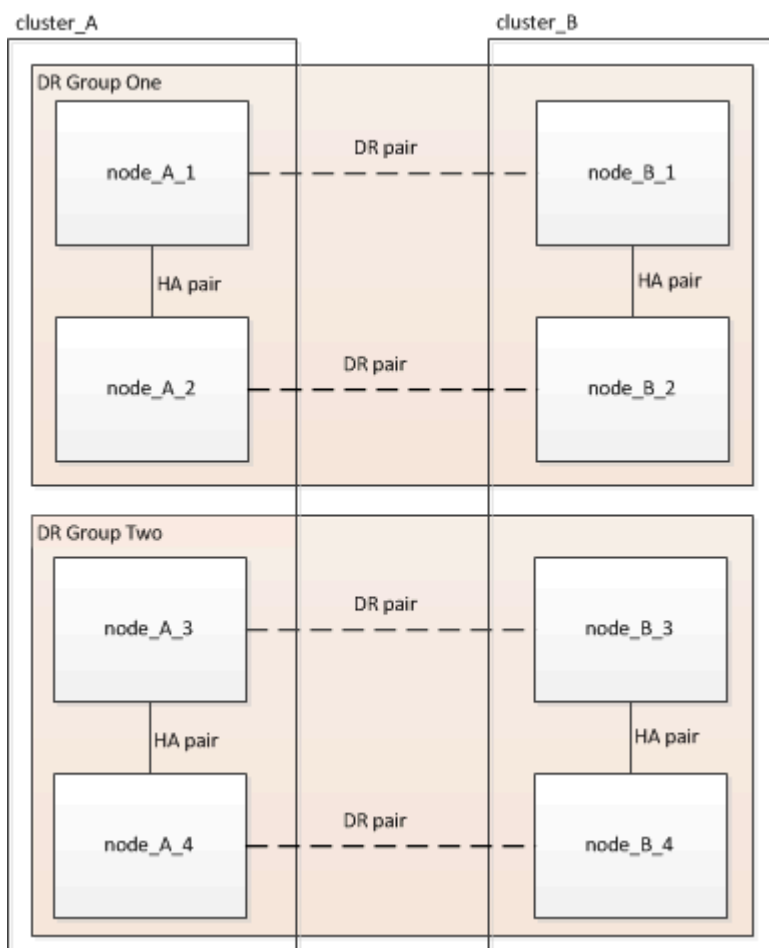 cluster_A
cluster_B
DR Group One
node_A_1
DR pair
node_B_1
HA pair
HA pair
node_A_2
DR pair
node_B_2
DR Group Two
node_A_3
DR pair
node_B_3
HA pair
HA pair
node_A_4
DR pair
node_B_4